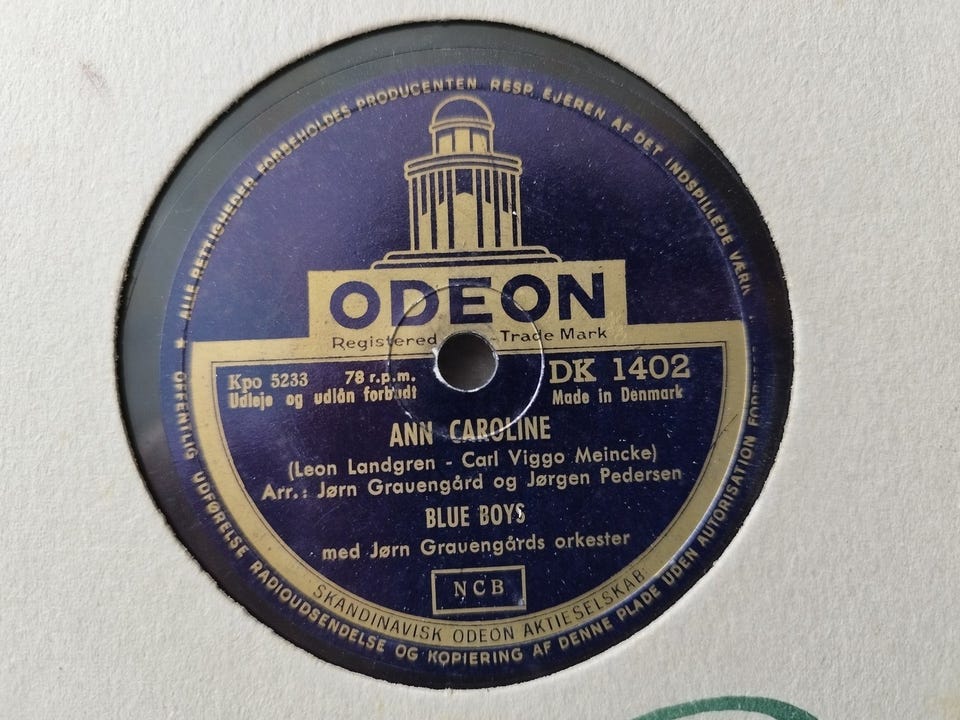 ★ ALLE RETTIGHEDER FORBEHOLDES PRODUCENTEN RESP. EJEREN AF DET INDSPILLEDE VÆRK
ODEON
Registered - Trade Mark
Kpo 5233 78 r.p.m.
Udleje og udlån forbudt
DK 1402
Made in Denmark
ANN CAROLINE
(Leon Landgren - Carl Viggo Meincke)
Arr.: Jørn Grauengård og Jørgen Pedersen
BLUE BOYS
med Jørn Grauengårds orkester
NCB
SKANDINAVISK ODEON AKTIESELSKAB
OFFENTLIG UDFØRELSE RADIOUDSENDELSE OG KOPIERING AF DENNE PLADE UDEN AUTORISATION